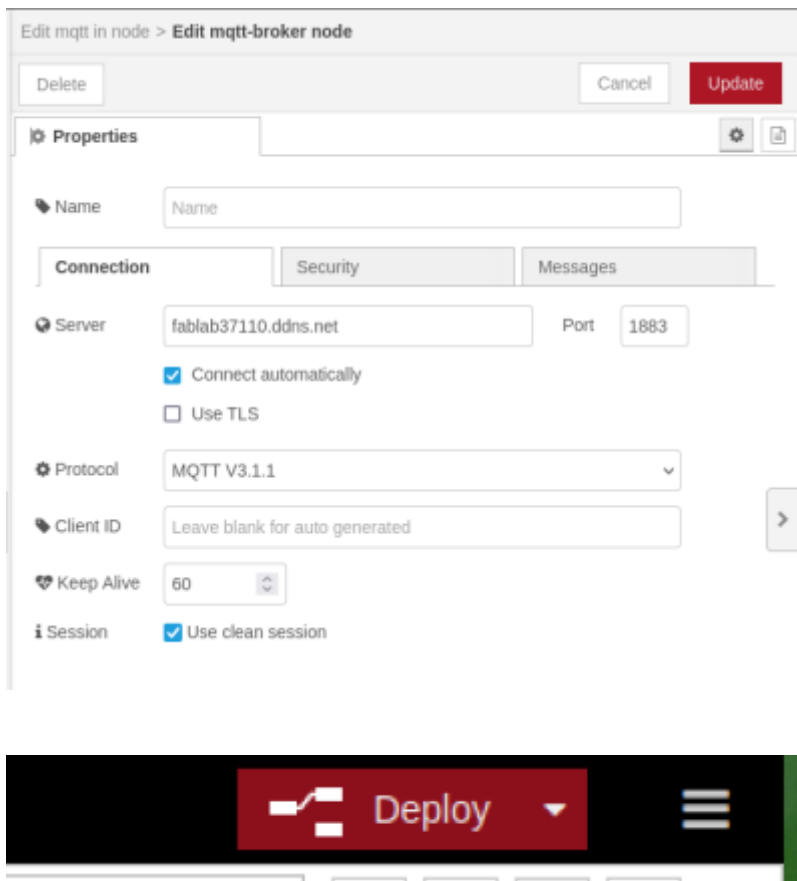 Edit mqtt in node > Edit mqtt-broker node
Delete Cancel Update
Properties
Name Name
Connection Security Messages
Server fablab37110.ddns.net Port 1883
Connect automatically
Use TLS
Protocol MQTT V3.1.1
Client ID Leave blank for auto generated
Keep Alive 60
Session Use clean session
Deploy